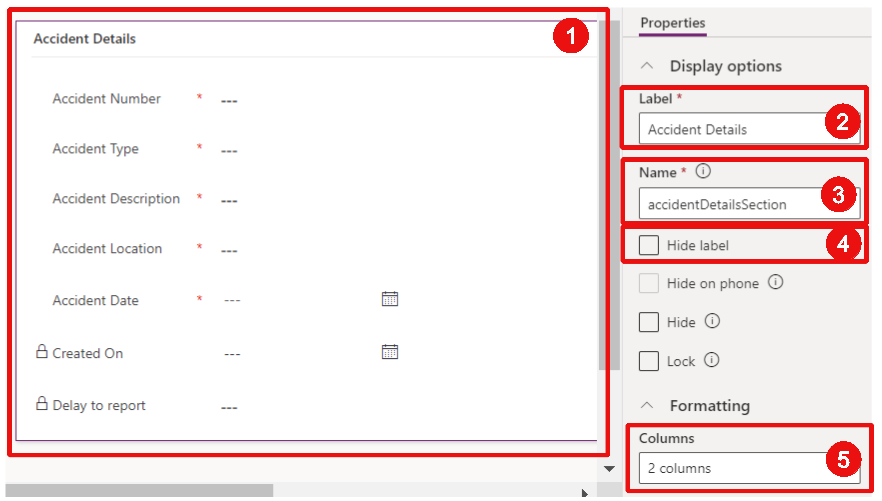 Accident Details
1
Accident Number * ---
Accident Type * ---
Accident Description * ---
Accident Location * ---
Accident Date * ---
Created On ---
Delay to report ---
Properties
Display options
Label *
Accident Details
2
Name *
accidentDetailsSection
3
Hide label
4
Hide on phone
Hide
Lock
Formatting
Columns
2 columns
5